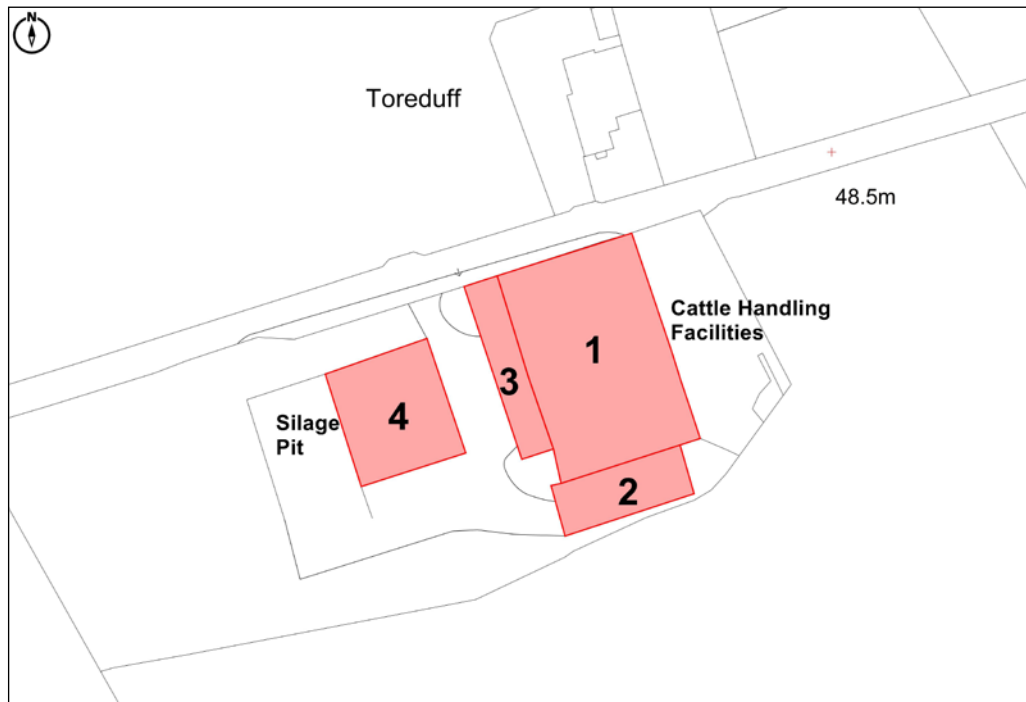 N
Toreduff
48.5m
Cattle Handling
Facilities
1
3
4
Silage
Pit
2